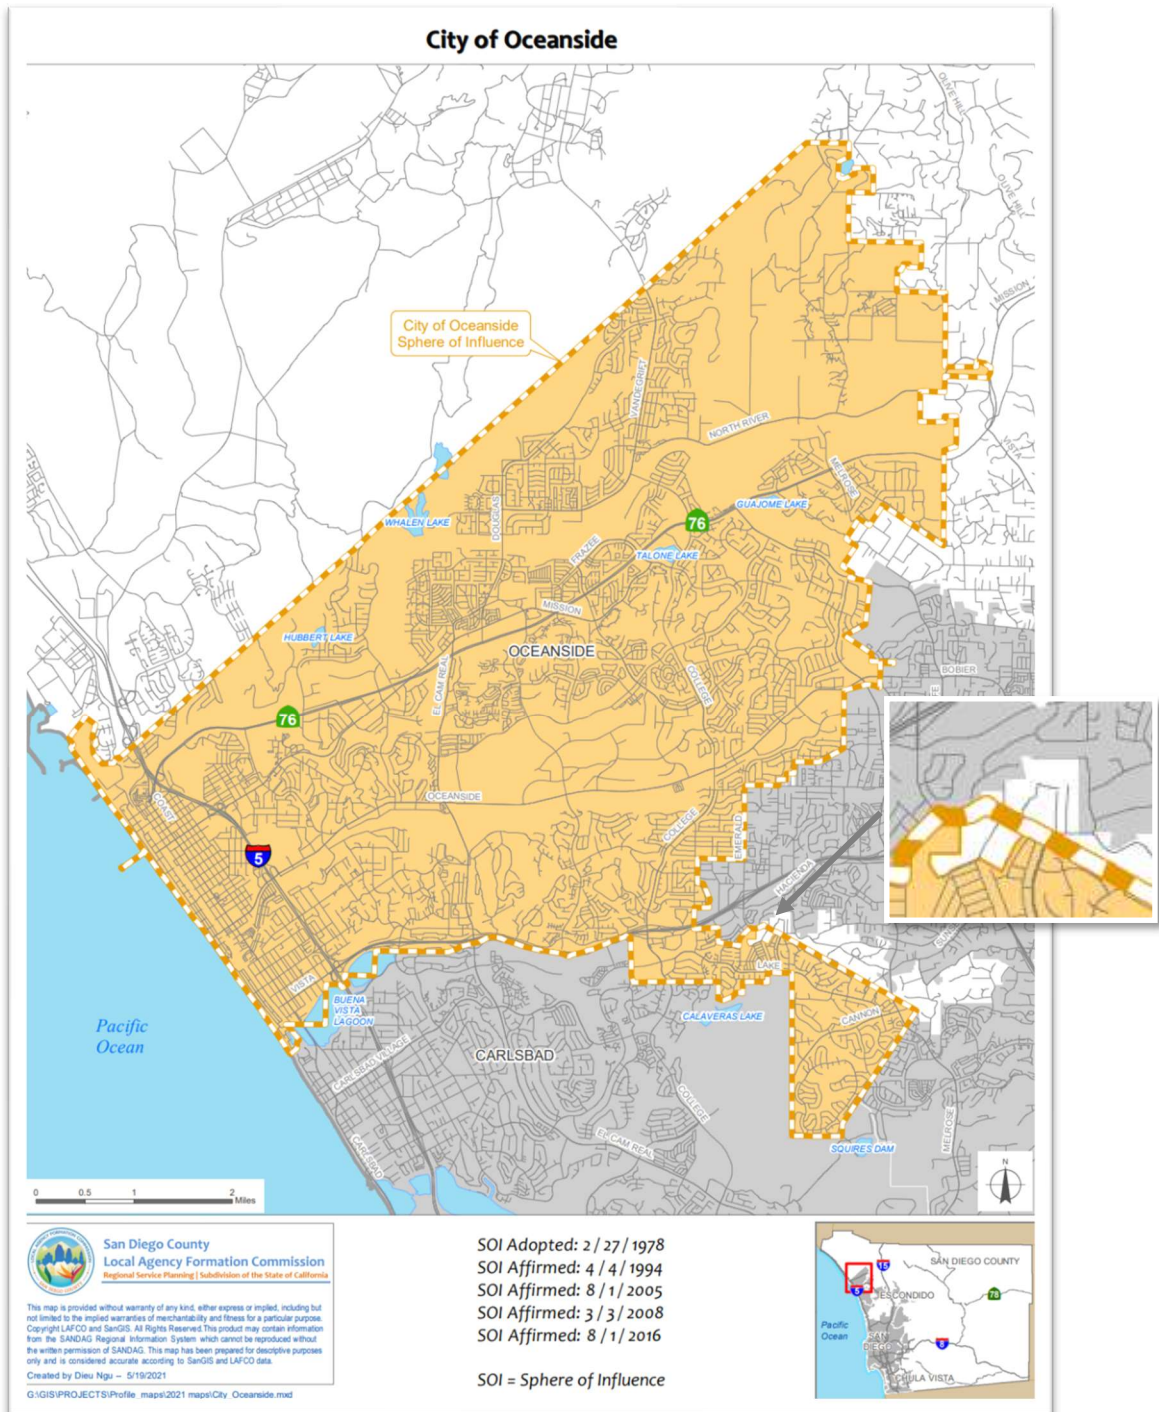 City of Oceanside
OLIVE HILL
OLIVE HILL
MISSION
City of Oceanside
Sphere of Influence
VANDEGRIFT
NORTH RIVER
VISTA
MELROSE
DOUGLAS
GUAJOME LAKE
WHALEN LAKE
76
FRAZEE
TALONE LAKE
MISSION
HUBBERT LAKE
OCEANSIDE
BOBIER
EL CAM REAL
COLLEGE
76
OCEANSIDE
COAST
COLLEGE
EMERALD
5
HACIENDA
LAKE
VISTA
BUENA
VISTA
LAGOON
CALAVERAS LAKE
CANNON
Pacific
Ocean
CARLSBAD VILLAGE
CARLSBAD
COLLEGE
EL CAM REAL
MELROSE
CARLSBAD
SQUIRES DAM
N
0 0.5 1 2
Miles
San Diego County
Local Agency Formation Commission
Regional Service Planning | Subdivision of the State of California
This map is provided without warranty of any kind, either express or implied, including but
not limited to the implied warranties of merchantability and fitness for a particular purpose.
Copyright LAFCO and SanGIS. All Rights Reserved. This product may contain information
from the SANDAG Regional Information System which cannot be reproduced without
the written permission of SANDAG. This map has been prepared for descriptive purposes
only and is considered accurate according to SanGIS and LAFCO data.
Created by Dieu Ngu – 5/19/2021
G:\GIS\PROJECTS\Profile_maps\2021 maps\City_Oceanside.mxd
SOI Adopted: 2 / 27 / 1978
SOI Affirmed: 4 / 4 / 1994
SOI Affirmed: 8 / 1 / 2005
SOI Affirmed: 3 / 3 / 2008
SOI Affirmed: 8 / 1 / 2016
SOI = Sphere of Influence
SAN DIEGO COUNTY
15
5
ESCONDIDO
78
Pacific
Ocean
SAN
DIEGO
8
CHULA VISTA